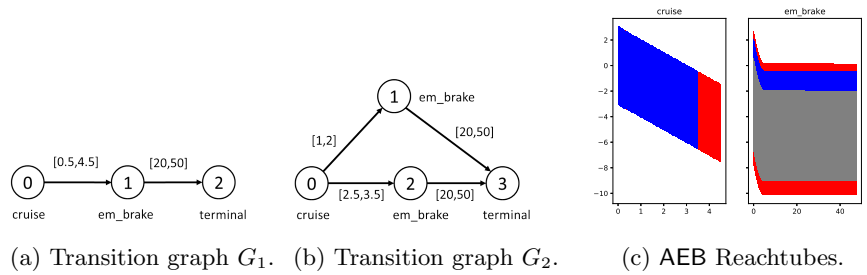 0
1
2
[0.5,4.5]
[20,50]
cruise
em_brake
terminal
(a) Transition graph G₁.
1
em_brake
[1,2]
[20,50]
0
2
3
[2.5,3.5]
[20,50]
cruise
em_brake
terminal
(b) Transition graph G₂.
cruise
em_brake
2
0
−2
−4
−6
−8
−10
0 1 2 3 4
0 20 40
(c) AEB Reachtubes.